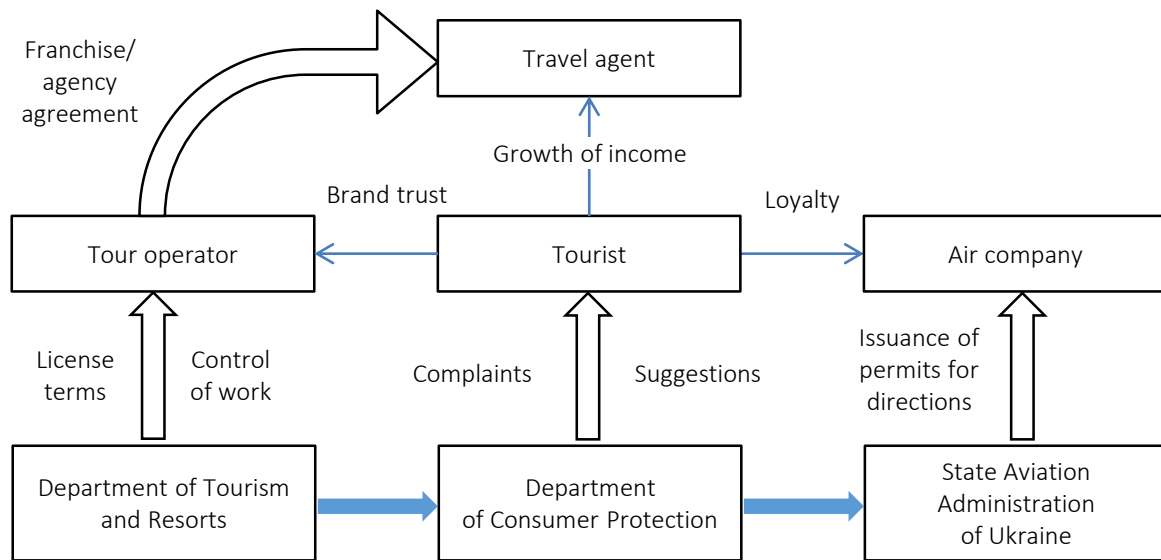 Franchise/
agency
agreement
Travel agent
Growth of income
Brand trust
Loyalty
Tour operator
Tourist
Air company
License
terms
Control
of work
Complaints
Suggestions
Issuance of
permits for
directions
Department of Tourism
and Resorts
Department
of Consumer Protection
State Aviation
Administration
of Ukraine